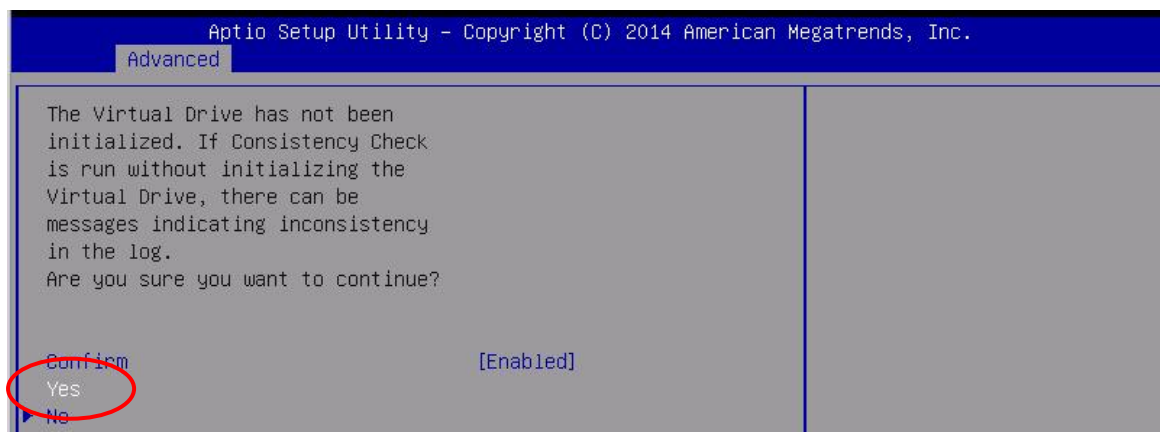 Aptio Setup Utility – Copyright (C) 2014 American Megatrends, Inc.
Advanced
The Virtual Drive has not been
initialized. If Consistency Check
is run without initializing the
Virtual Drive, there can be
messages indicating inconsistency
in the log.
Are you sure you want to continue?
Confirm [Enabled]
Yes
No